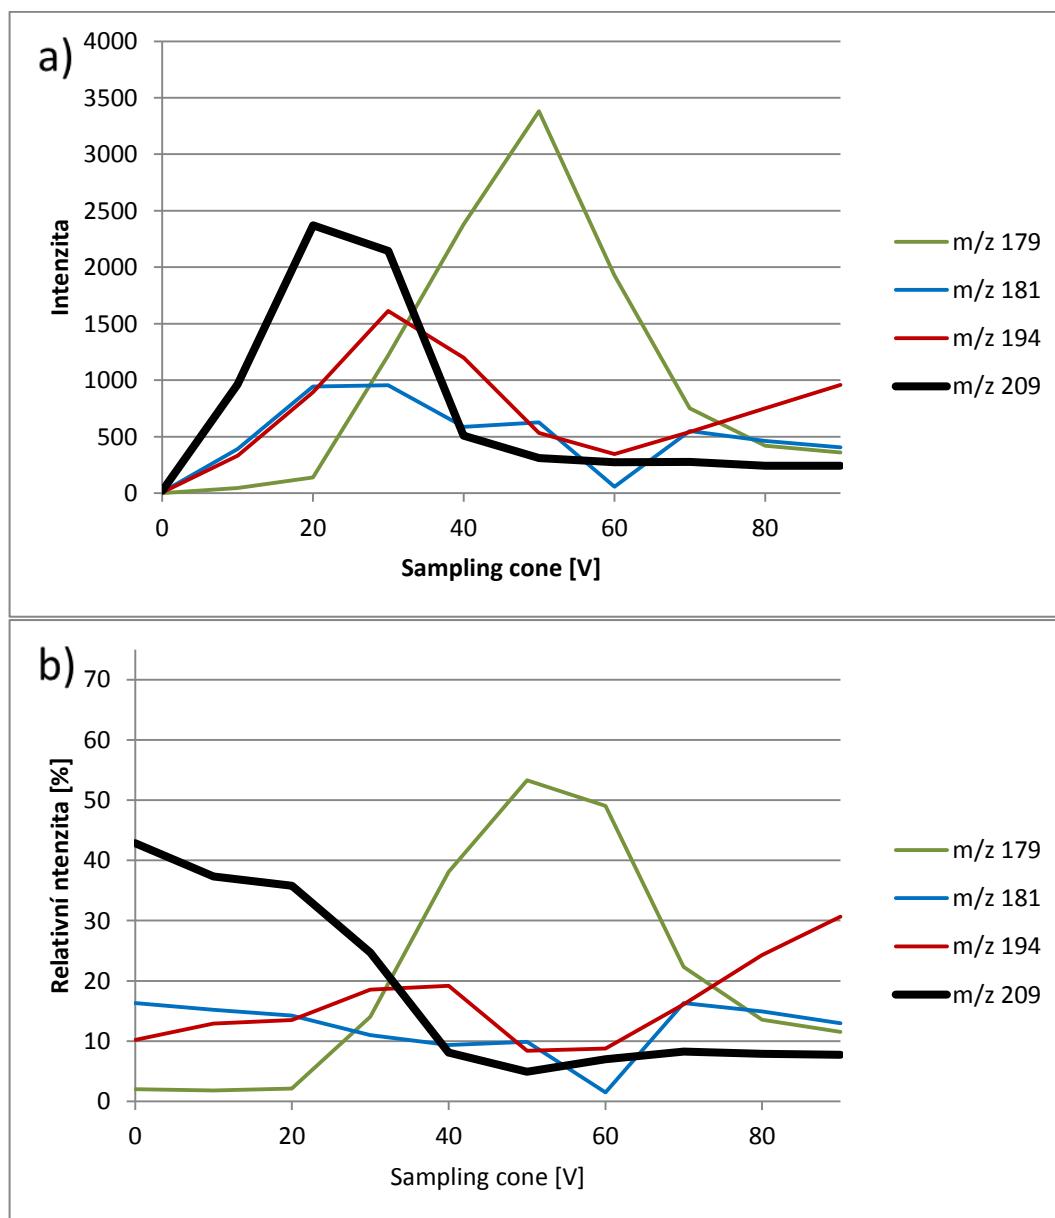 a)
4000
3500
3000
2500
2000
1500
1000
500
0
Intenzita
0 20 40 60 80
Sampling cone [V]
m/z 179
m/z 181
m/z 194
m/z 209
b)
70
60
50
40
30
20
10
0
Relativní ntenzita [%]
0 20 40 60 80
Sampling cone [V]
m/z 179
m/z 181
m/z 194
m/z 209